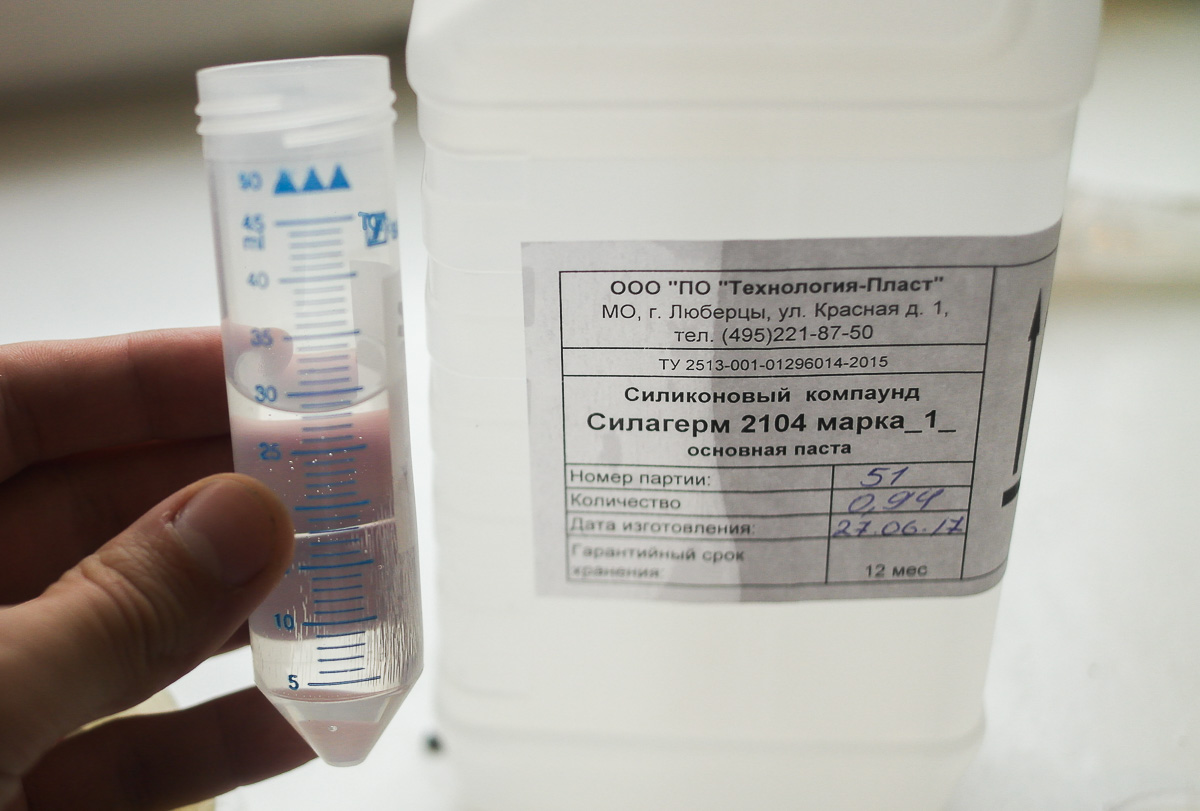 50
45
ml
40
35
30
25
10
5
ООО "ПО "Технология-Пласт"
МО, г. Люберцы, ул. Красная д. 1,
тел. (495)221-87-50
ТУ 2513-001-01296014-2015
Силиконовый компаунд
Силагерм 2104 марка_1_
основная паста
Номер партии: 51
Количество 0,94
Дата изготовления: 27.06.17
Гарантийный срок
хранения: 12 мес